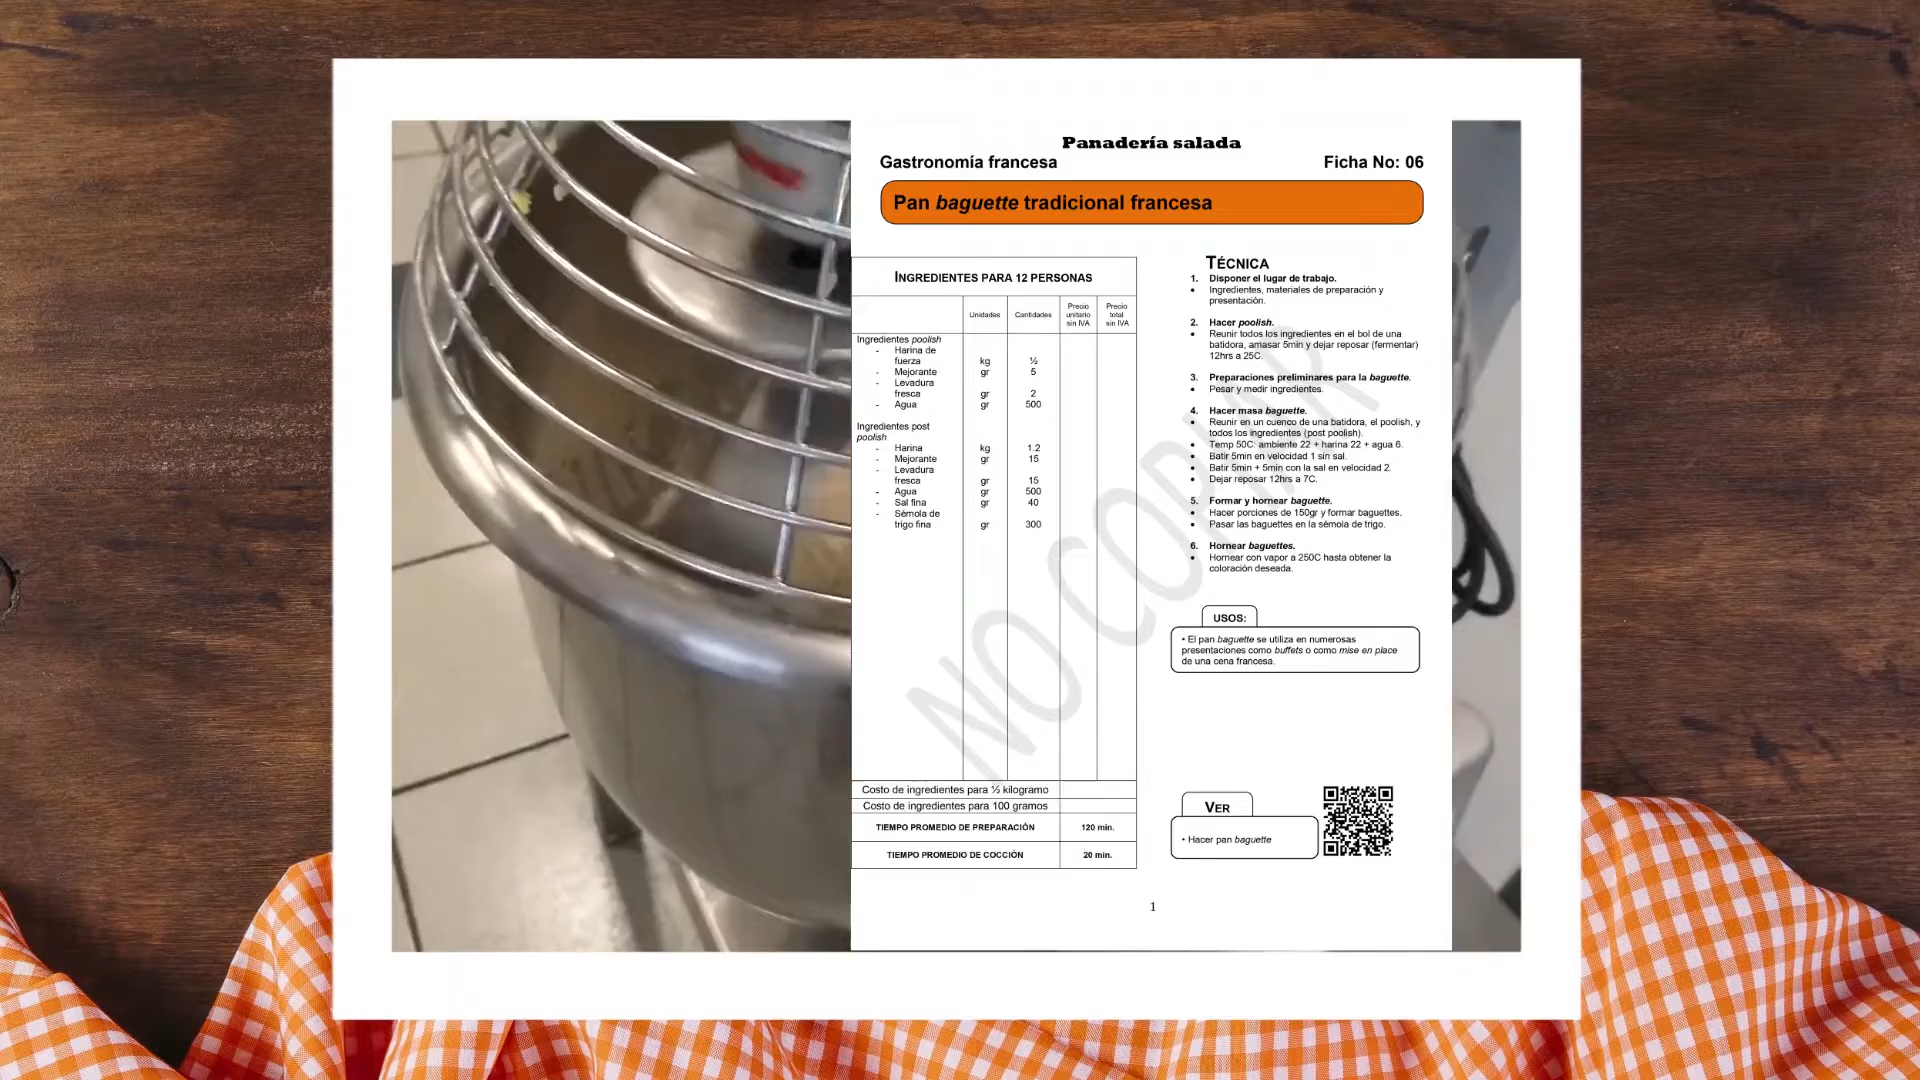 Panadería salada
Gastronomía francesa
Ficha No: 06
Pan baguette tradicional francesa
INGREDIENTES PARA 12 PERSONAS
Unidades
Cantidades
Precio unitario sin IVA
Precio total sin IVA
Ingredientes poolish
- Harina de
fuerza kg ½
- Mejorante gr 5
- Levadura
fresca gr 2
- Agua gr 500
Ingredientes post
poolish
- Harina kg 1.2
- Mejorante gr 15
- Levadura
fresca gr 15
- Agua gr 500
- Sal fina gr 40
- Sémola de
trigo fina gr 300
Costo de ingredientes para ½ kilogramo
Costo de ingredientes para 100 gramos
TIEMPO PROMEDIO DE PREPARACIÓN 120 min.
TIEMPO PROMEDIO DE COCCIÓN 20 min.
TÉCNICA
1. Disponer el lugar de trabajo.
• Ingredientes, materiales de preparación y
presentación.
2. Hacer poolish.
• Reunir todos los ingredientes en el bol de una
batidora, amasar 5min y dejar reposar (fermentar)
12hrs a 25C.
3. Preparaciones preliminares para la baguette.
• Pesar y medir ingredientes.
4. Hacer masa baguette.
• Reunir en un cuenco de una batidora, el poolish, y
todos los ingredientes (post poolish).
• Temp 50C: ambiente 22 + harina 22 + agua 6.
• Batir 5min en velocidad 1 sin sal.
• Batir 5min + 5min con la sal en velocidad 2.
• Dejar reposar 12hrs a 7C.
5. Formar y hornear baguette.
• Hacer porciones de 150gr y formar baguettes.
• Pasar las baguettes en la sémola de trigo.
6. Hornear baguettes.
• Hornear con vapor a 250C hasta obtener la
coloración deseada.
USOS:
• El pan baguette se utiliza en numerosas
presentaciones como buffets o como mise en place
de una cena francesa.
VER
• Hacer pan baguette
1
NO COPIAR